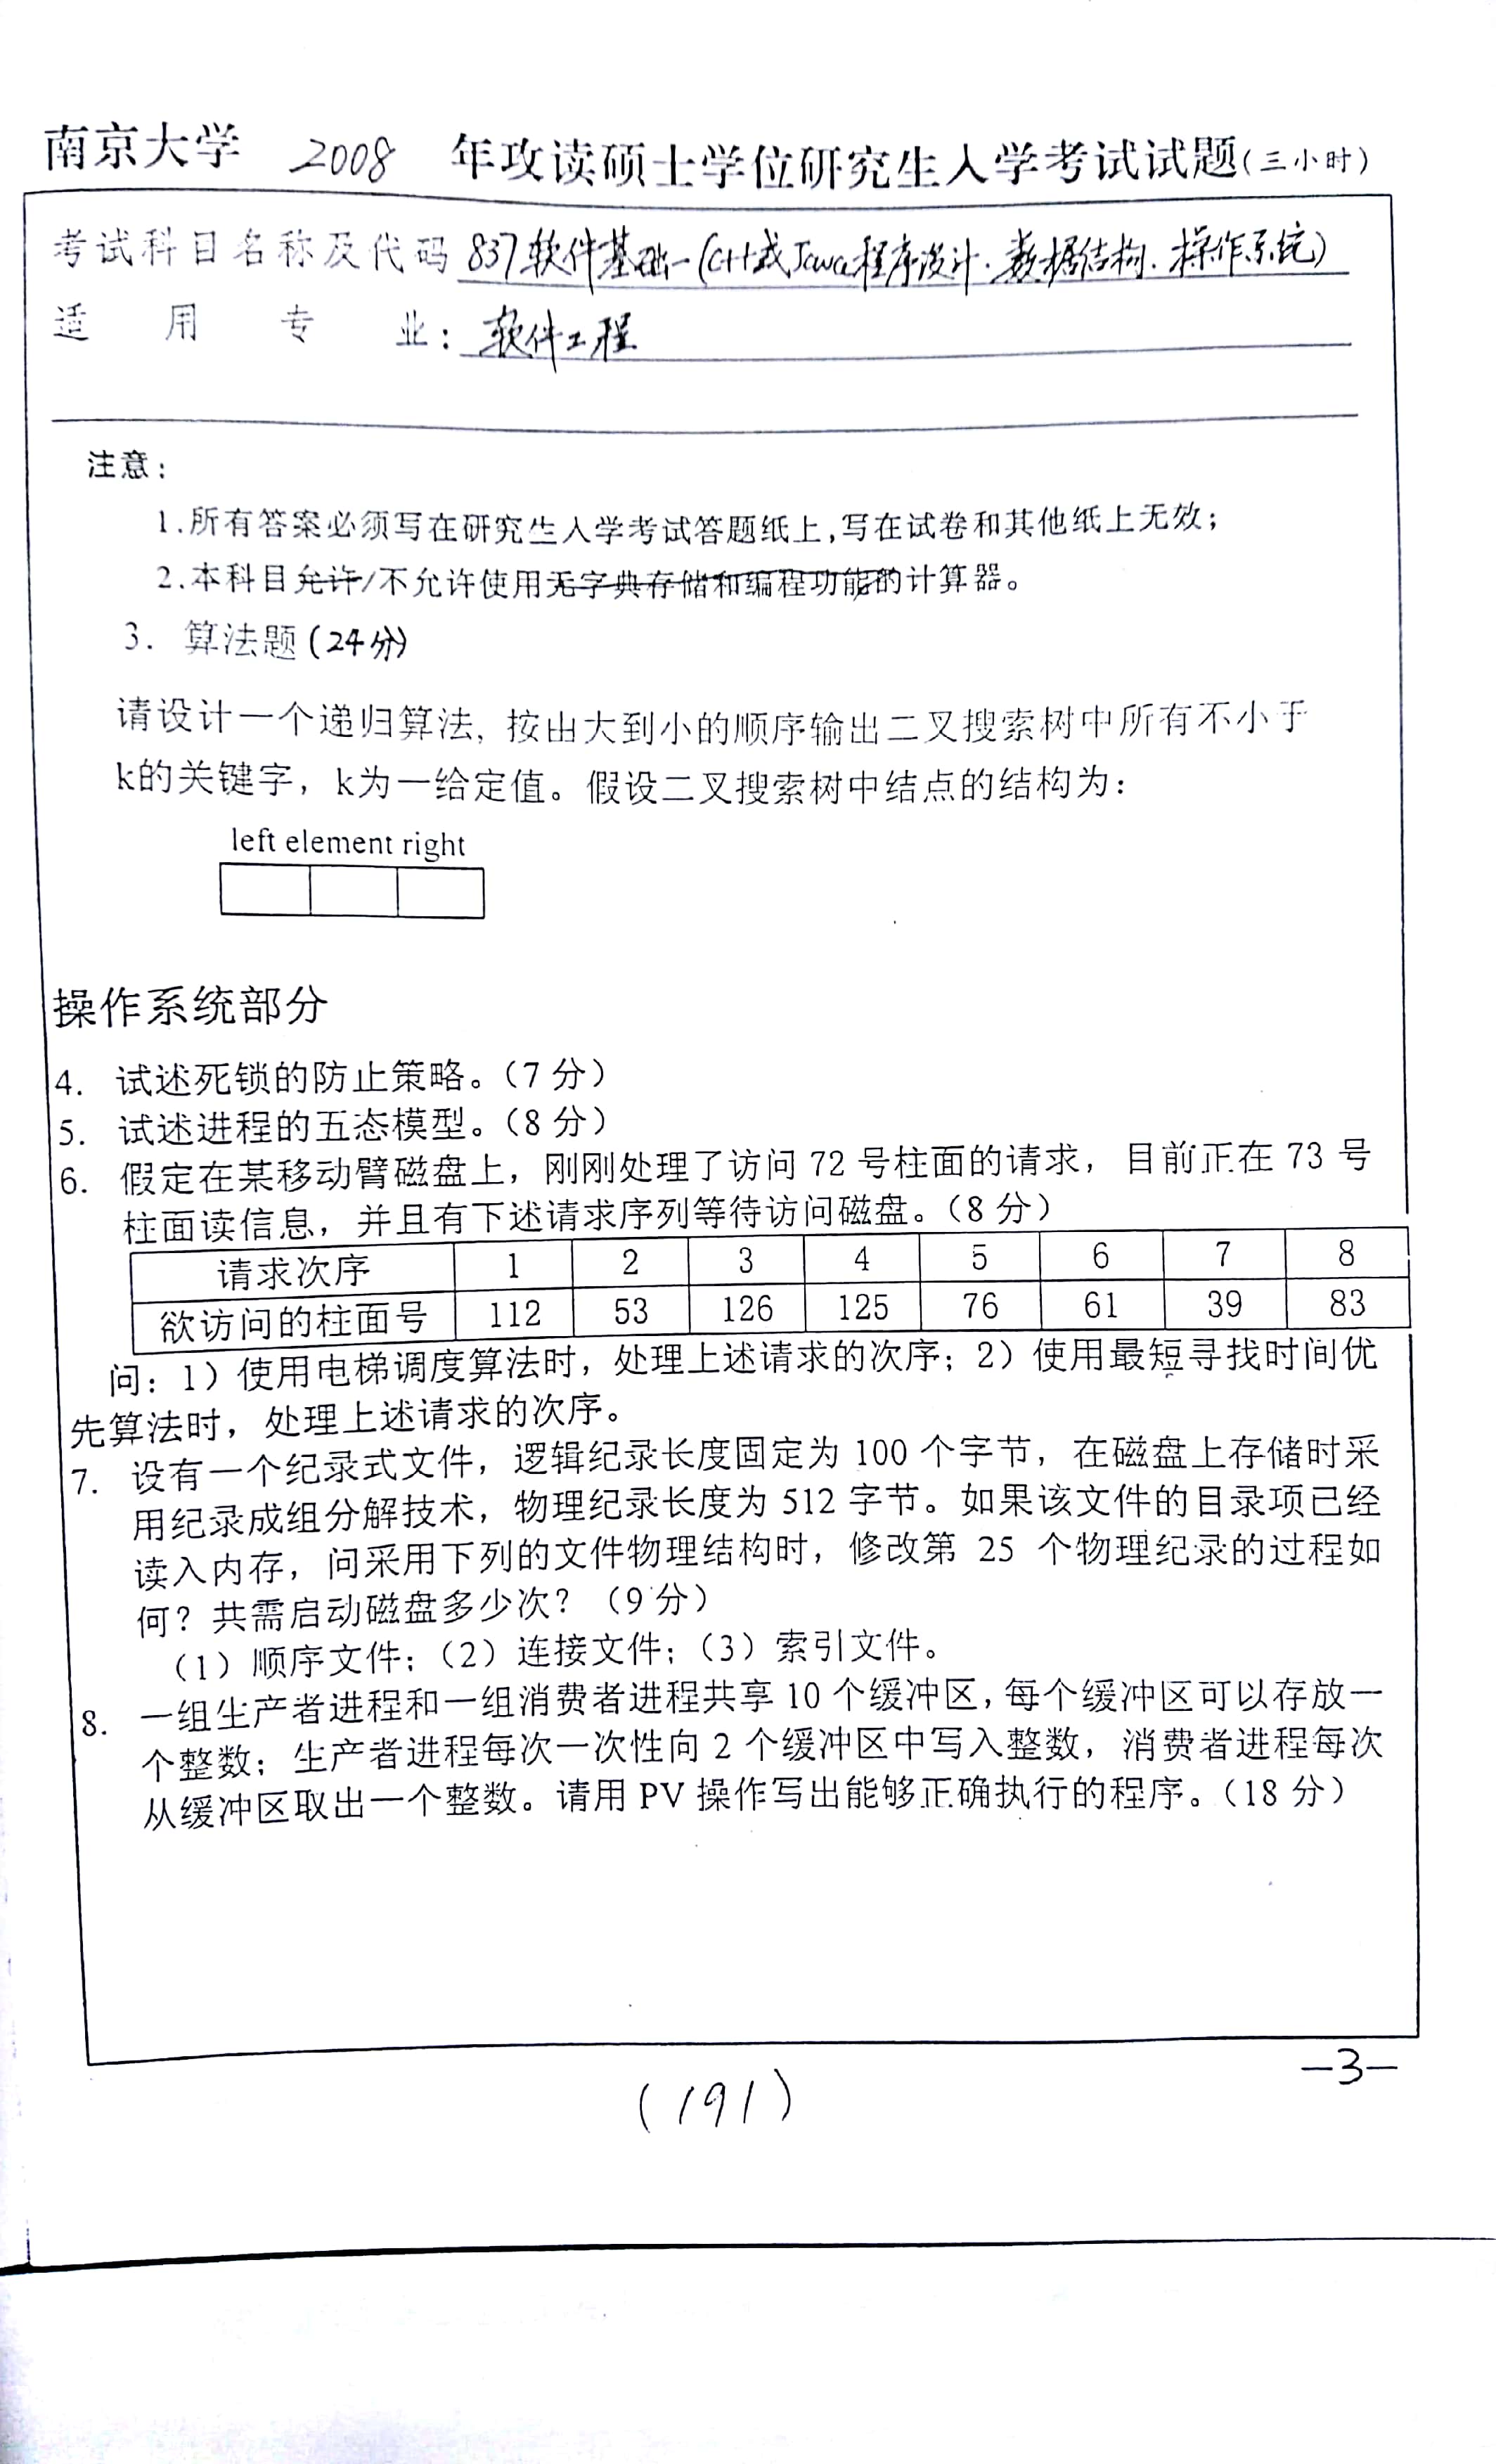 南京大学 2008 年攻读硕士学位研究生入学考试试题(三小时)
考试科目名称及代码 837软件基础一(C++或Java程序设计、数据结构、操作系统)
适用专业:软件工程
注意:
1.所有答案必须写在研究生入学考试答题纸上,写在试卷和其他纸上无效;
2.本科目允许/不允许使用无字典存储和编程功能的计算器。
3. 算法题(24分)
请设计一个递归算法,按由大到小的顺序输出二叉搜索树中所有不小于
k的关键字,k为一给定值。假设二叉搜索树中结点的结构为:
left element right
操作系统部分
4. 试述死锁的防止策略。(7 分)
5. 试述进程的五态模型。(8 分)
6. 假定在某移动臂磁盘上,刚刚处理了访问 72 号柱面的请求,目前正在 73 号
柱面读信息,并且有下述请求序列等待访问磁盘。(8 分)
请求次序 1 2 3 4 5 6 7 8
欲访问的柱面号 112 53 126 125 76 61 39 83
问:1)使用电梯调度算法时,处理上述请求的次序;2)使用最短寻找时间优
先算法时,处理上述请求的次序。
7. 设有一个纪录式文件,逻辑纪录长度固定为 100 个字节,在磁盘上存储时采
用纪录成组分解技术,物理纪录长度为 512 字节。如果该文件的目录项已经
读入内存,问采用下列的文件物理结构时,修改第 25 个物理纪录的过程如
何?共需启动磁盘多少次?(9 分)
(1)顺序文件;(2)连接文件;(3)索引文件。
8. 一组生产者进程和一组消费者进程共享 10 个缓冲区,每个缓冲区可以存放一
个整数;生产者进程每次一次性向 2 个缓冲区中写入整数,消费者进程每次
从缓冲区取出一个整数。请用 PV 操作写出能够正确执行的程序。(18 分)
—3—
(191)